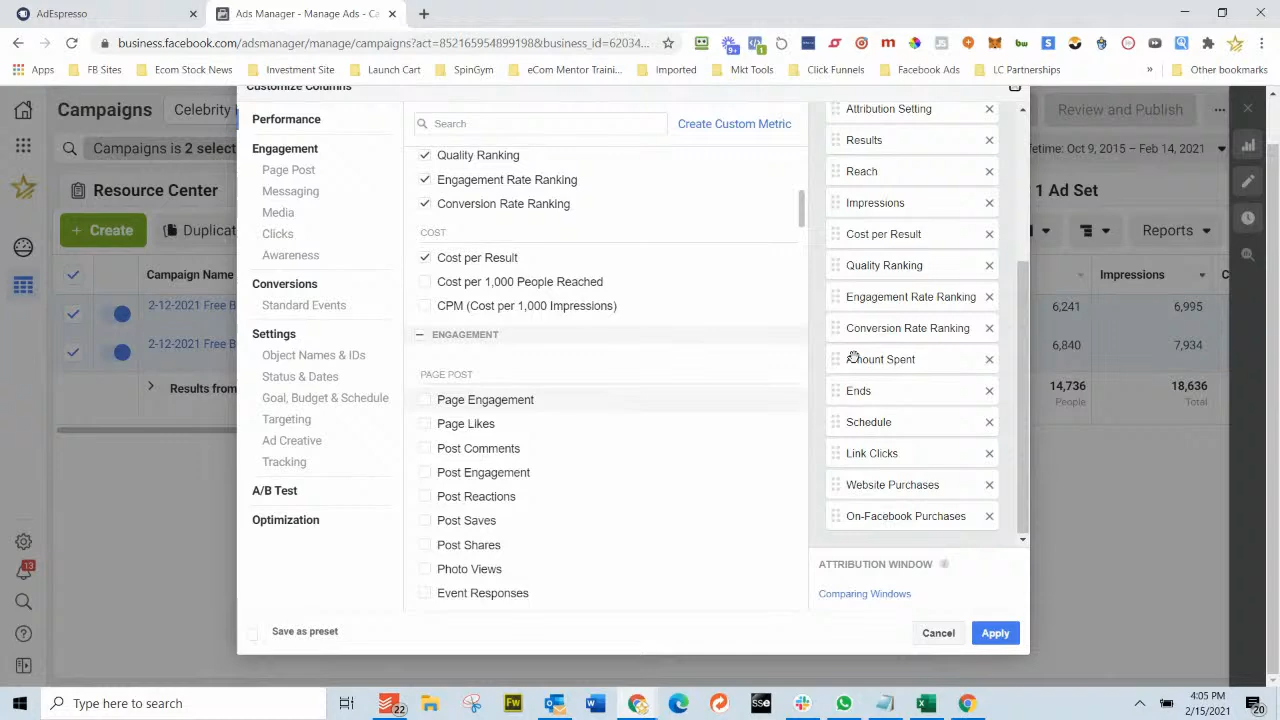 AdEspresso
Ads Manager - Manage Ads - Ca
business.facebook.com/adsmanager/manage/campaigns?act=852165954899198&business_id=62034...
Apps
FB Sites
Ecom Stock News
Investment Site
Launch Cart
SpinGym
eCom Mentor Traini...
Imported
Mkt Tools
Click Funnels
Facebook Ads
LC Partnerships
»
Other bookmarks
Customize Columns
Campaigns
Celebrity
Review and Publish
Campaigns is 2 select
Lifetime: Oct 9, 2015 – Feb 14, 2021
Resource Center
1 Ad Set
+ Create
Duplicat
Reports
Campaign Name
Impressions
2-12-2021 Free B
6,241
6,995
2-12-2021 Free B
6,840
7,934
Results from
14,736
18,636
People
Total
Performance
Engagement
Page Post
Messaging
Media
Clicks
Awareness
Conversions
Standard Events
Settings
Object Names & IDs
Status & Dates
Goal, Budget & Schedule
Targeting
Ad Creative
Tracking
A/B Test
Optimization
Search
Create Custom Metric
Quality Ranking
Engagement Rate Ranking
Conversion Rate Ranking
COST
Cost per Result
Cost per 1,000 People Reached
CPM (Cost per 1,000 Impressions)
ENGAGEMENT
PAGE POST
Page Engagement
Page Likes
Post Comments
Post Engagement
Post Reactions
Post Saves
Post Shares
Photo Views
Event Responses
Attribution Setting
Results
Reach
Impressions
Cost per Result
Quality Ranking
Engagement Rate Ranking
Conversion Rate Ranking
Amount Spent
Ends
Schedule
Link Clicks
Website Purchases
On-Facebook Purchases
ATTRIBUTION WINDOW
Comparing Windows
Save as preset
Cancel
Apply
13
Type here to search
22
4:05 PM
2/15/2021
20